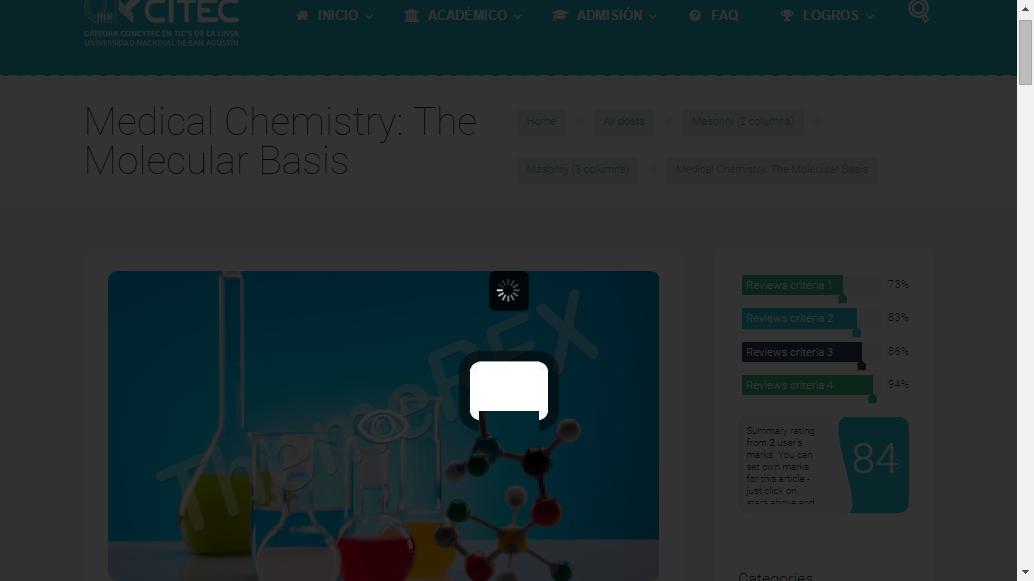 CITEC
CÁTEDRA CONCYTEC EN TIC'S DE LA UNSA
UNIVERSIDAD NACIONAL DE SAN AGUSTÍN
INICIO
ACADÉMICO
ADMISIÓN
FAQ
LOGROS
Medical Chemistry: The
Molecular Basis
Home
All posts
Masonry (2 columns)
Masonry (3 columns)
Medical Chemistry: The Molecular Basis
ThemeREX
Reviews criteria 1 73%
Reviews criteria 2 83%
Reviews criteria 3 86%
Reviews criteria 4 94%
Summary rating
from 2 user's
marks. You can
set own marks
for this article -
just click on
stars above and
84
Categories